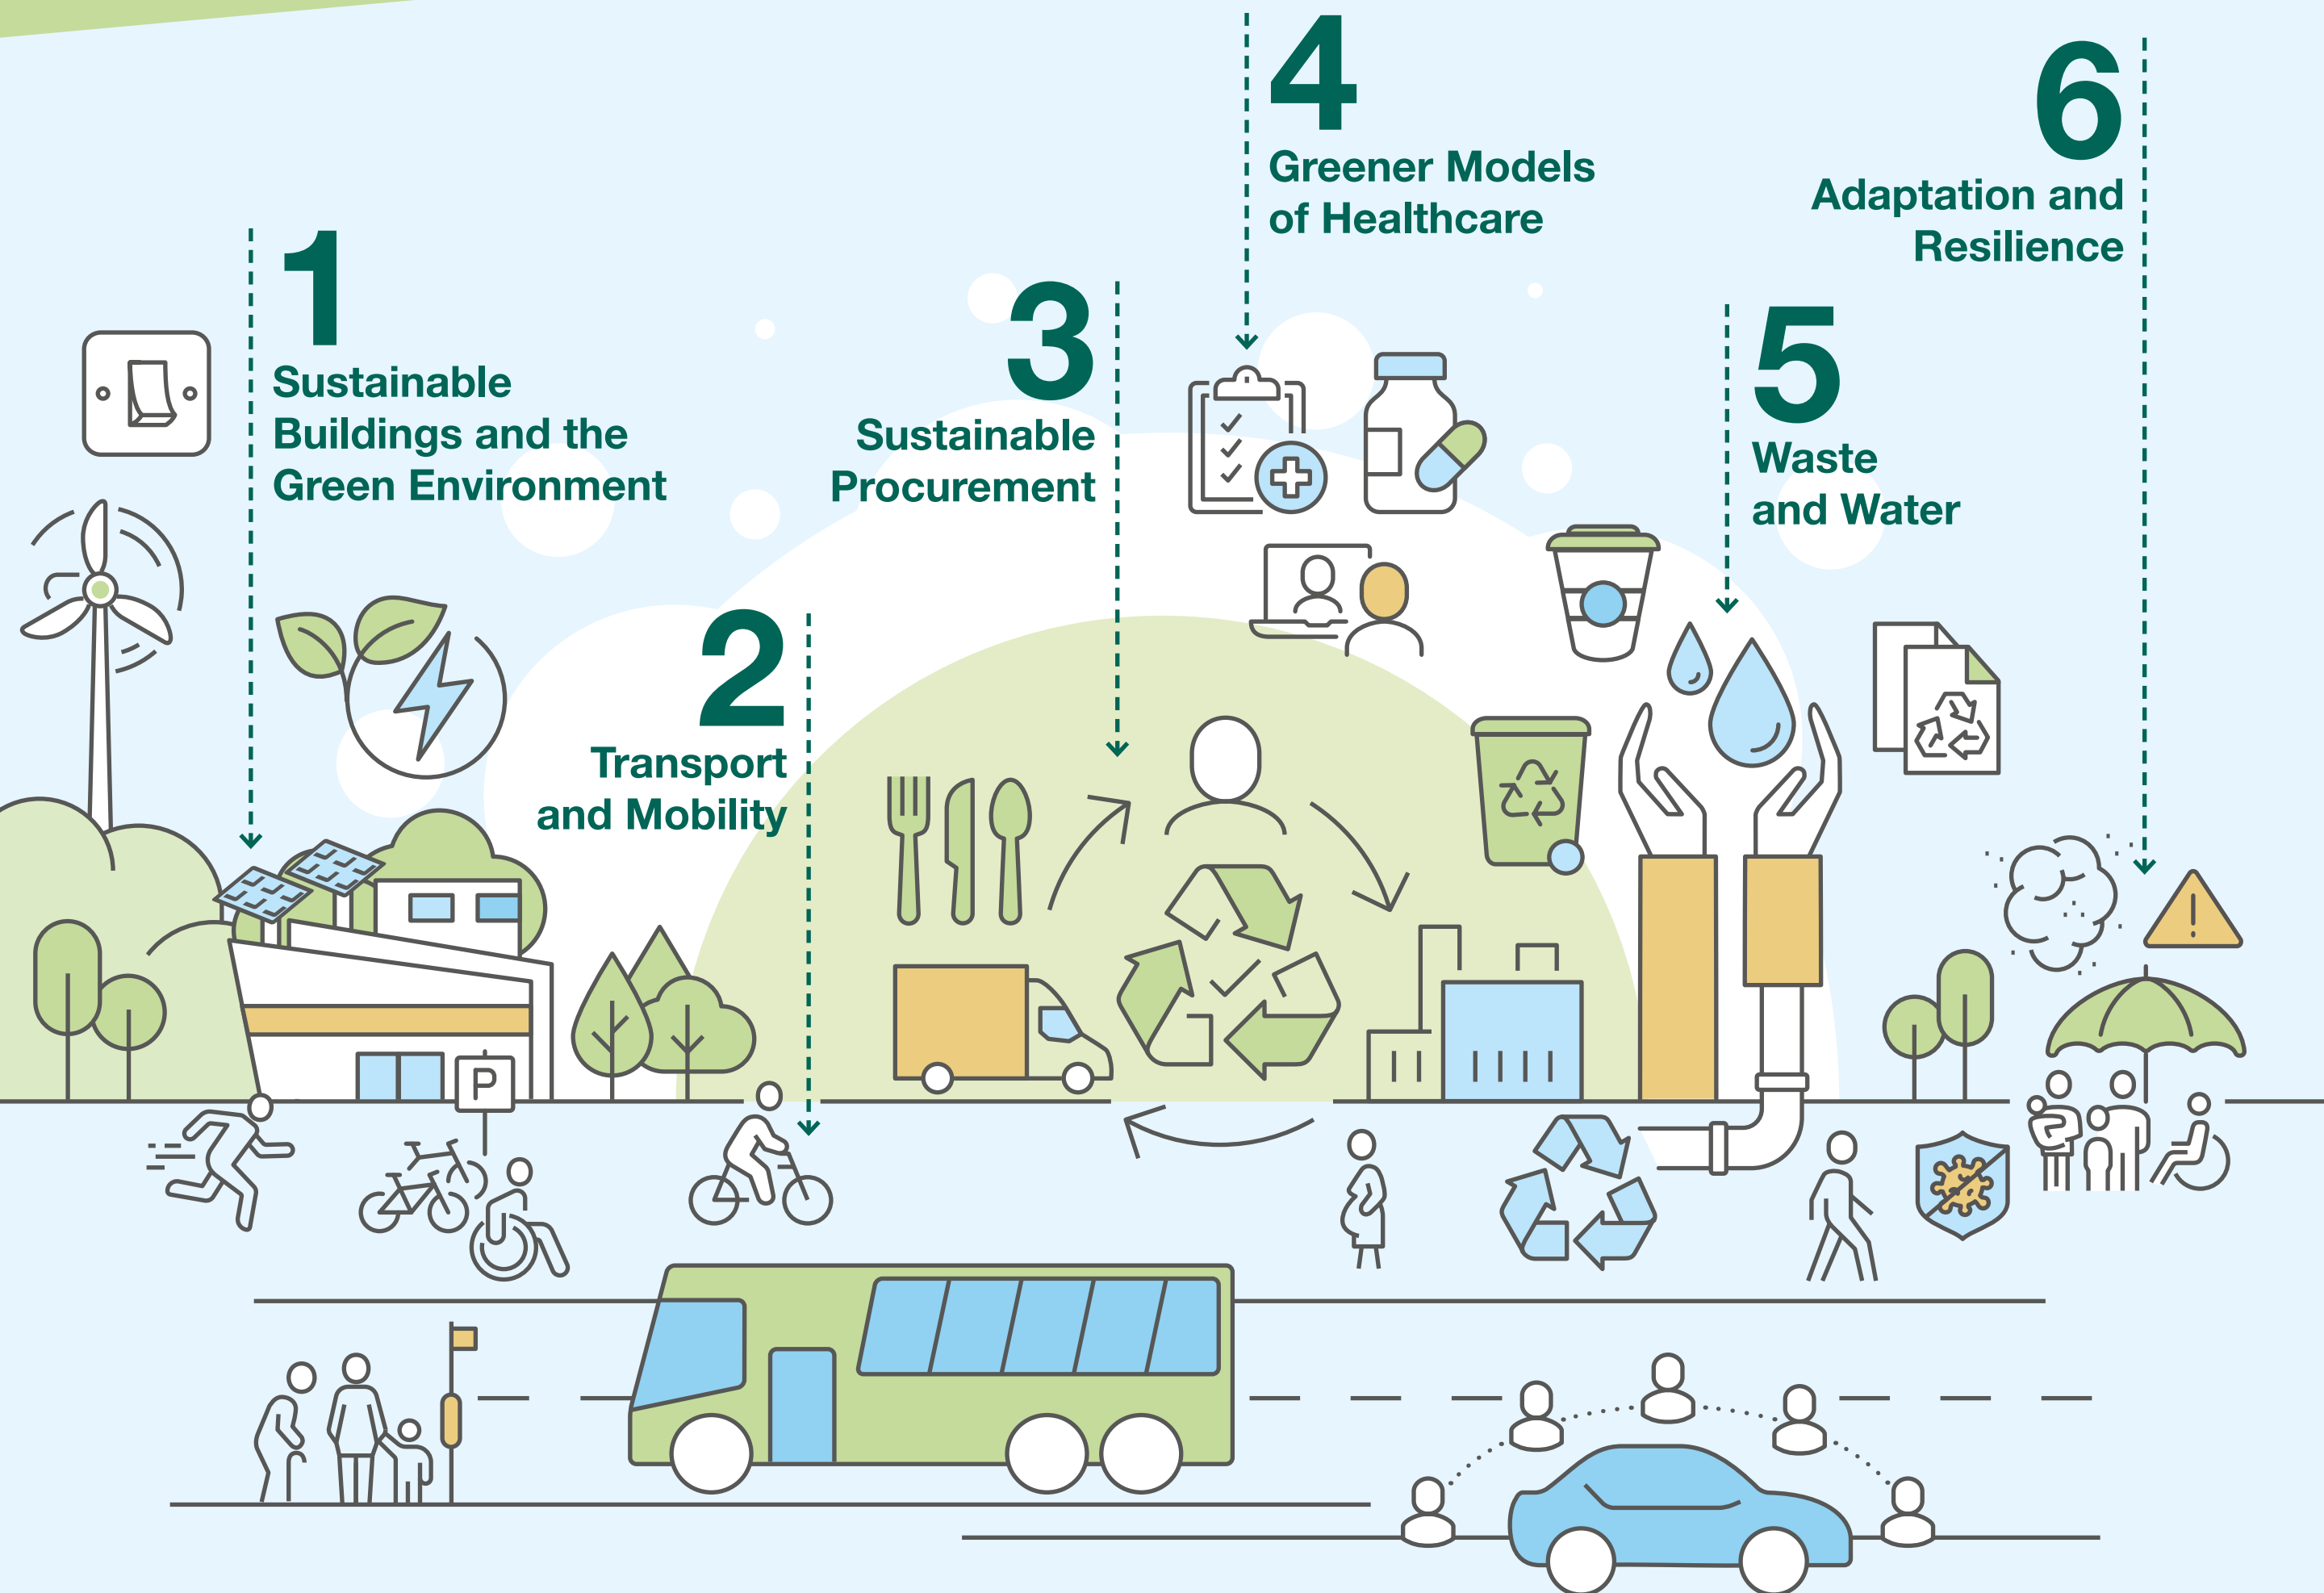 1
Sustainable
Buildings and the
Green Environment
2
Transport
and Mobility
3
Sustainable
Procurement
4
Greener Models
of Healthcare
5
Waste
and Water
6
Adaptation and
Resilience
P